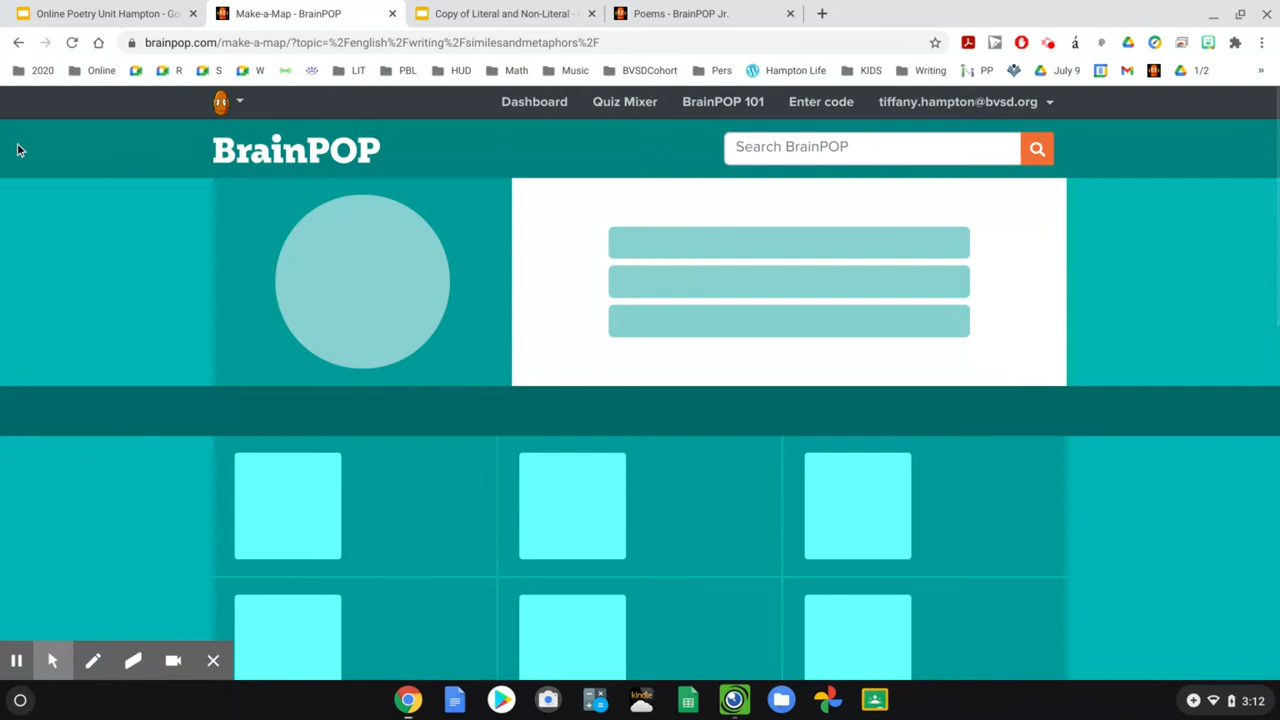 Online Poetry Unit Hampton - Go
Make-a-Map - BrainPOP
Copy of Literal and Non-Literal -
Poems - BrainPOP Jr.
brainpop.com/make-a-map/?topic=%2Fenglish%2Fwriting%2Fsimilesandmetaphors%2F
2020 Online R S W LIT PBL HUD Math Music BVSDCohort Pers Hampton Life KIDS Writing PP July 9 1/2 »
Dashboard Quiz Mixer BrainPOP 101 Enter code tiffany.hampton@bvsd.org
BrainPOP
Search BrainPOP
kindle
3:12